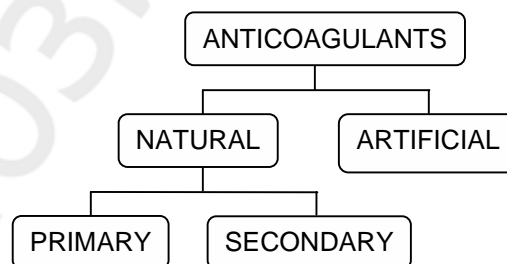 ANTICOAGULANTS
NATURAL
ARTIFICIAL
PRIMARY
SECONDARY